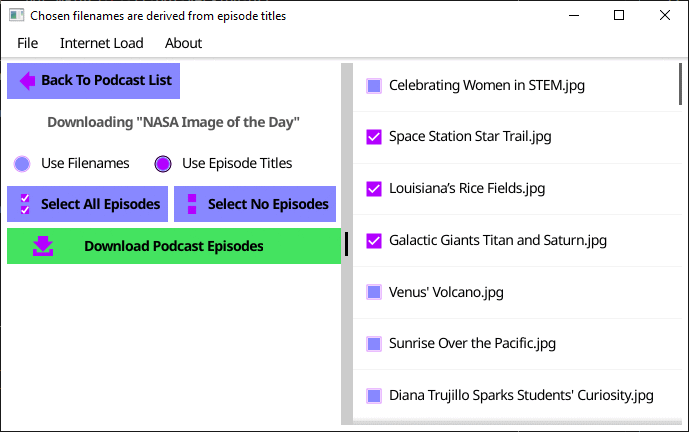 Chosen filenames are derived from episode titles
File Internet Load About
Back To Podcast List
Downloading "NASA Image of the Day"
Use Filenames Use Episode Titles
Select All Episodes Select No Episodes
Download Podcast Episodes
Celebrating Women in STEM.jpg
Space Station Star Trail.jpg
Louisiana’s Rice Fields.jpg
Galactic Giants Titan and Saturn.jpg
Venus' Volcano.jpg
Sunrise Over the Pacific.jpg
Diana Trujillo Sparks Students' Curiosity.jpg